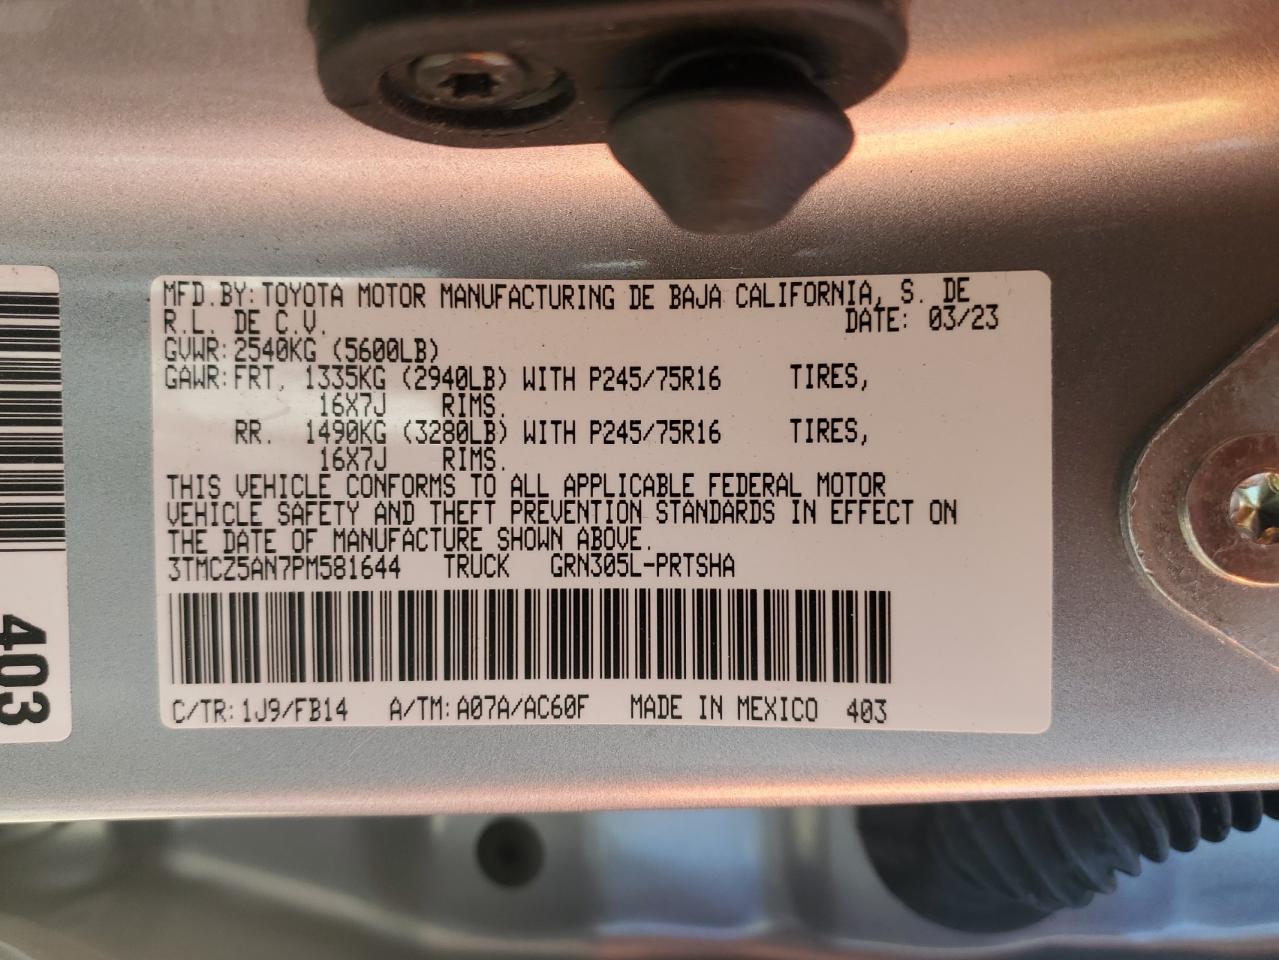 MFD.BY: TOYOTA MOTOR MANUFACTURING DE BAJA CALIFORNIA, S. DE
R.L. DE C.V. DATE: 03/23
GVWR: 2540KG (5600LB)
GAWR: FRT. 1335KG (2940LB) WITH P245/75R16 TIRES,
16X7J RIMS.
RR. 1490KG (3280LB) WITH P245/75R16 TIRES,
16X7J RIMS.
THIS VEHICLE CONFORMS TO ALL APPLICABLE FEDERAL MOTOR
VEHICLE SAFETY AND THEFT PREVENTION STANDARDS IN EFFECT ON
THE DATE OF MANUFACTURE SHOWN ABOVE.
3TMCZ5AN7PM581644 TRUCK GRN305L-PRTSHA
C/TR: 1J9/FB14 A/TM: A07A/AC60F MADE IN MEXICO 403
403